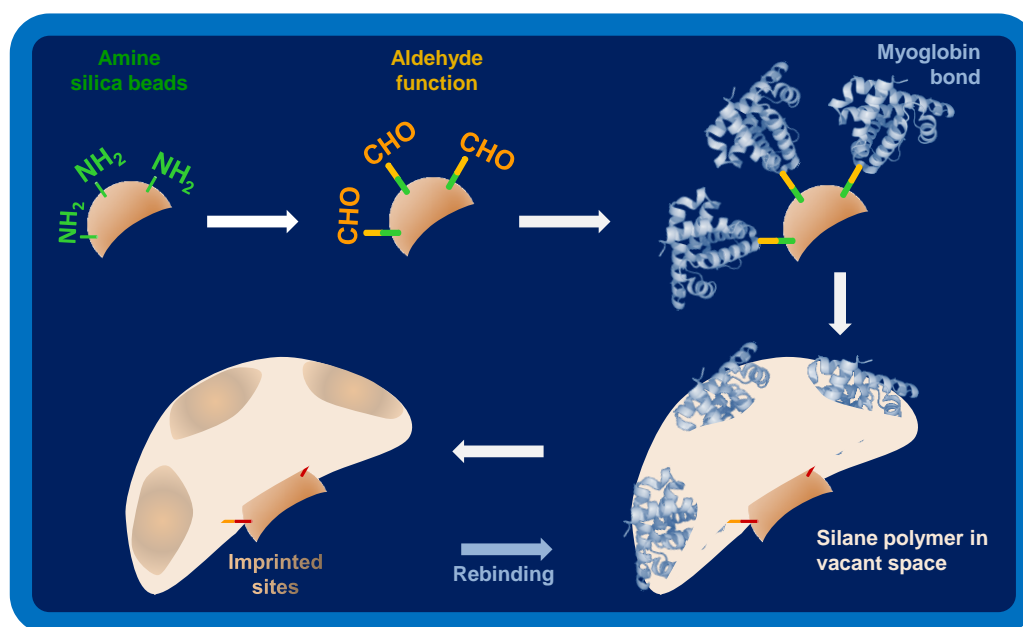 Amine
silica beads
Aldehyde
function
Myoglobin
bond
NH2
NH2
NH2
CHO
CHO
CHO
Imprinted
sites
Rebinding
Silane polymer in
vacant space